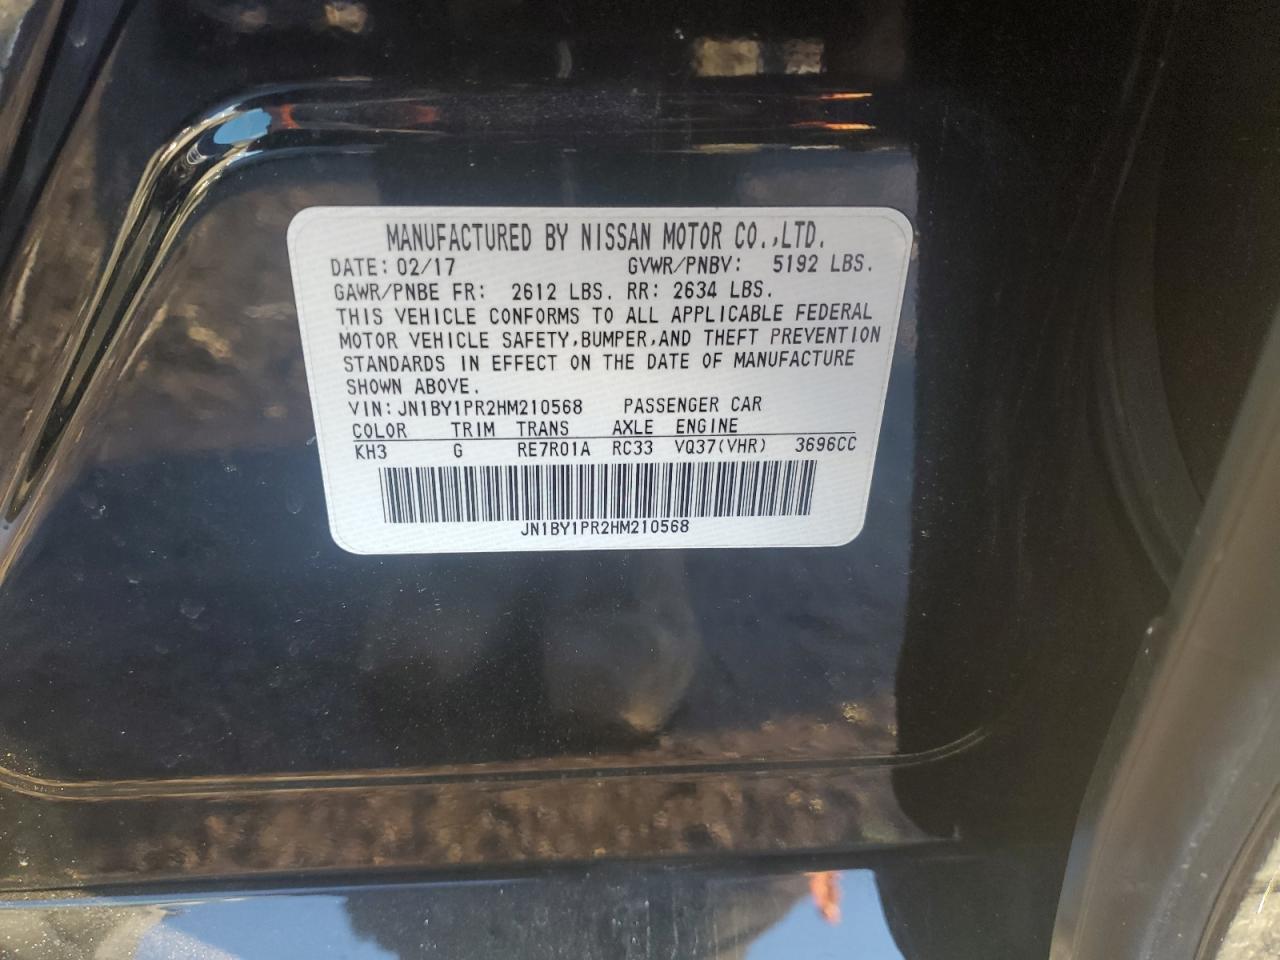 MANUFACTURED BY NISSAN MOTOR CO.,LTD.
DATE: 02/17 GVWR/PNBV: 5192 LBS.
GAWR/PNBE FR: 2612 LBS. RR: 2634 LBS.
THIS VEHICLE CONFORMS TO ALL APPLICABLE FEDERAL
MOTOR VEHICLE SAFETY,BUMPER,AND THEFT PREVENTION
STANDARDS IN EFFECT ON THE DATE OF MANUFACTURE
SHOWN ABOVE.
VIN: JN1BY1PR2HM210568 PASSENGER CAR
COLOR TRIM TRANS AXLE ENGINE
KH3 G RE7R01A RC33 VQ37(VHR) 3696CC
JN1BY1PR2HM210568